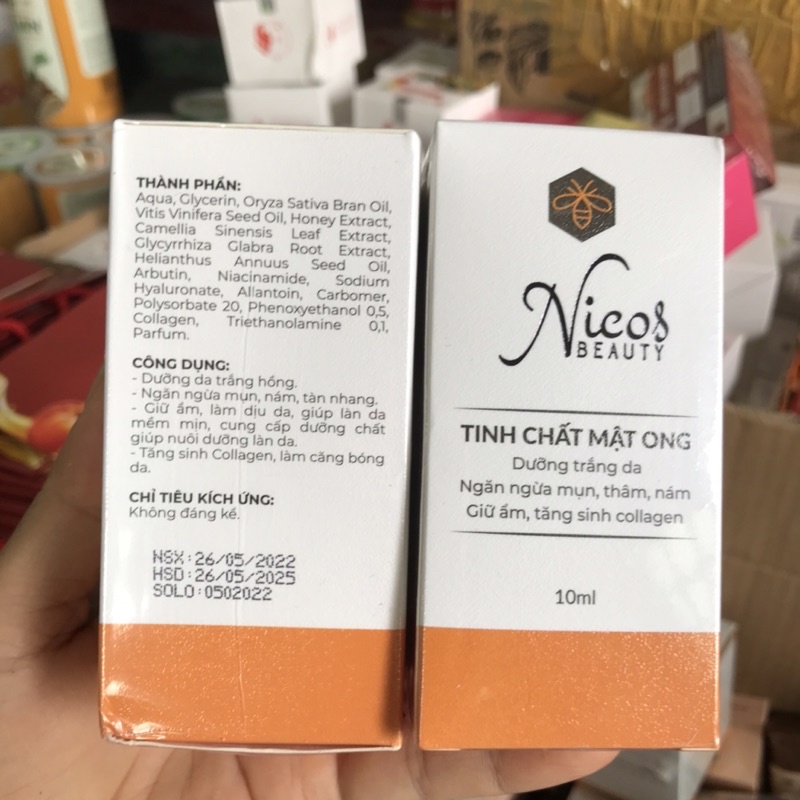 THÀNH PHẦN:
Aqua, Glycerin, Oryza Sativa Bran Oil,
Vitis Vinifera Seed Oil, Honey Extract,
Camellia Sinensis Leaf Extract,
Glycyrrhiza Glabra Root Extract,
Helianthus Annuus Seed Oil,
Arbutin, Niacinamide, Sodium
Hyaluronate, Allantoin, Carbomer,
Polysorbate 20, Phenoxyethanol 0,5,
Collagen, Triethanolamine 0,1,
Parfum.
CÔNG DỤNG:
- Dưỡng da trắng hồng.
- Ngăn ngừa mụn, nám, tàn nhang.
- Giữ ẩm, làm dịu da, giúp làn da
mềm mịn, cung cấp dưỡng chất
giúp nuôi dưỡng làn da.
- Tăng sinh Collagen, làm căng bóng
da.
CHỈ TIÊU KÍCH ỨNG:
Không đáng kể.
NSX:26/05/2022
HSD:26/05/2025
SOLO:0502022
Nicos
BEAUTY
TINH CHẤT MẬT ONG
Dưỡng trắng da
Ngăn ngừa mụn, thâm, nám
Giữ ẩm, tăng sinh collagen
10ml